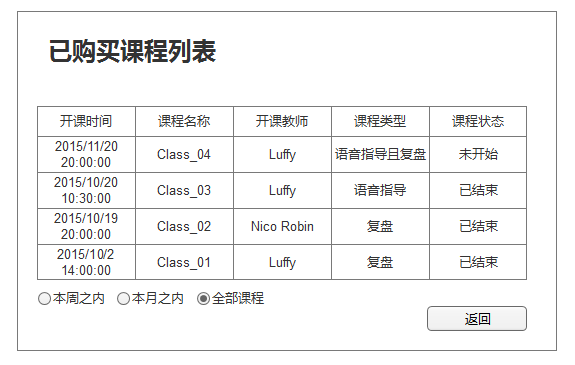 已购买课程列表
开课时间 课程名称 开课教师 课程类型 课程状态
2015/11/20 20:00:00 Class_04 Luffy 语音指导且复盘 未开始
2015/10/20 10:30:00 Class_03 Luffy 语音指导 已结束
2015/10/19 20:00:00 Class_02 Nico Robin 复盘 已结束
2015/10/2 14:00:00 Class_01 Luffy 复盘 已结束
本周之内 本月之内 全部课程
返回